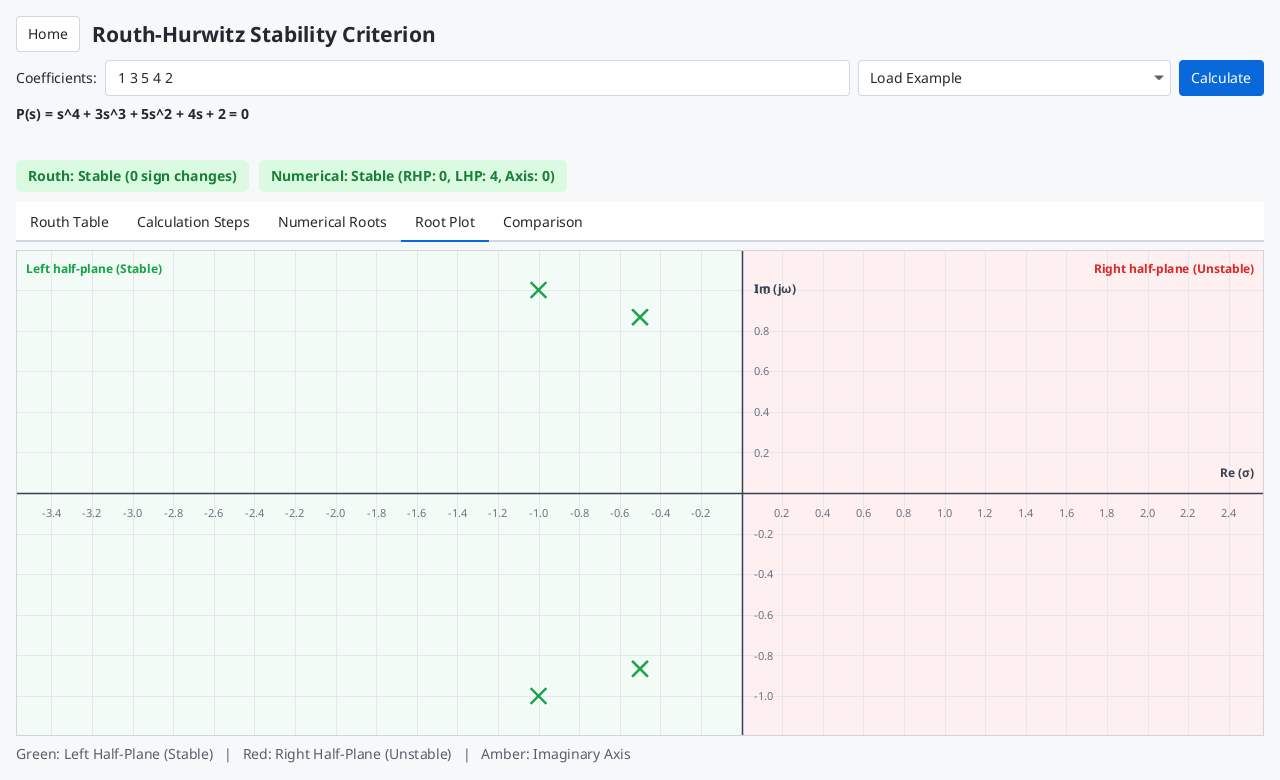 Home
Routh-Hurwitz Stability Criterion
Coefficients:
1 3 5 4 2
Load Example
Calculate
P(s) = s^4 + 3s^3 + 5s^2 + 4s + 2 = 0
Routh: Stable (0 sign changes)
Numerical: Stable (RHP: 0, LHP: 4, Axis: 0)
Routh Table
Calculation Steps
Numerical Roots
Root Plot
Comparison
Left half-plane (Stable)
Right half-plane (Unstable)
Im (jω)
0.8
0.6
0.4
0.2
Re (σ)
-3.4 -3.2 -3.0 -2.8 -2.6 -2.4 -2.2 -2.0 -1.8 -1.6 -1.4 -1.2 -1.0 -0.8 -0.6 -0.4 -0.2 0.2 0.4 0.6 0.8 1.0 1.2 1.4 1.6 1.8 2.0 2.2 2.4
-0.2
-0.4
-0.6
-0.8
-1.0
Green: Left Half-Plane (Stable) | Red: Right Half-Plane (Unstable) | Amber: Imaginary Axis